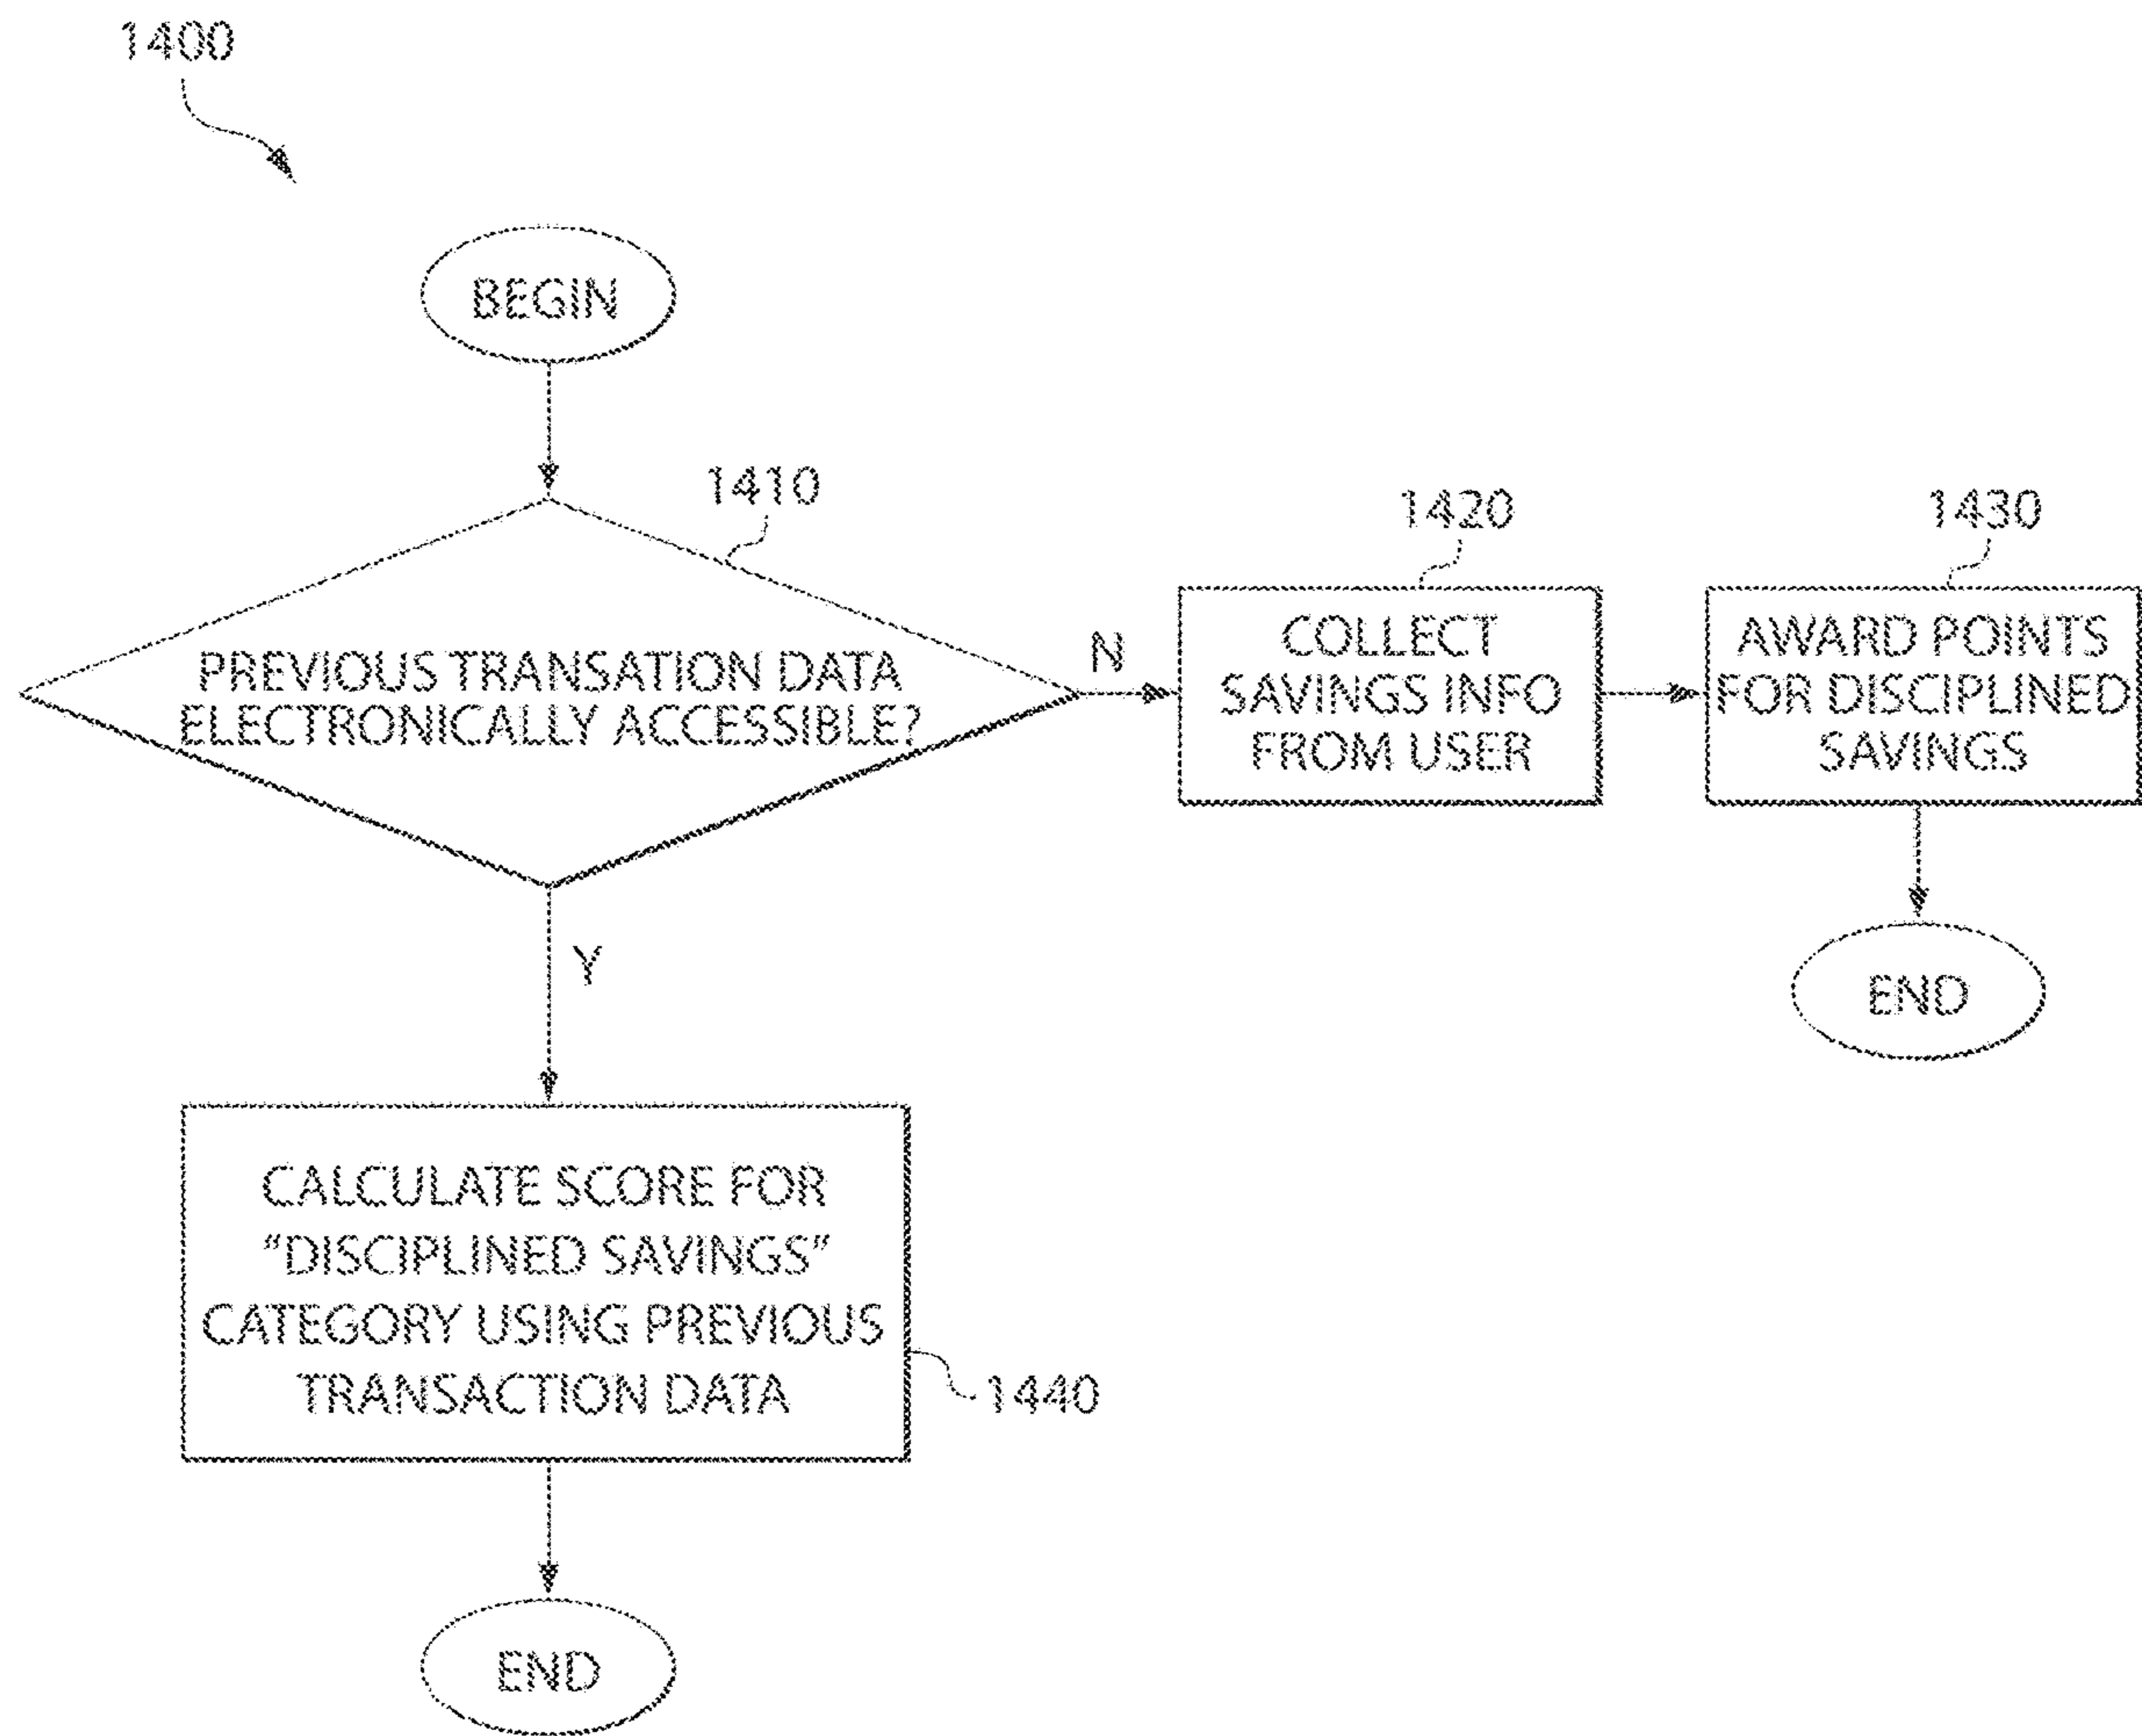 1400
BEGIN
1410
PREVIOUS TRANSATION DATA
ELECTRONICALLY ACCESSIBLE?
N
1420
COLLECT
SAVINGS INFO
FROM USER
1430
AWARD POINTS
FOR DISCIPLINED
SAVINGS
END
Y
CALCULATE SCORE FOR
“DISCIPLINED SAVINGS”
CATEGORY USING PREVIOUS
TRANSACTION DATA
1440
END